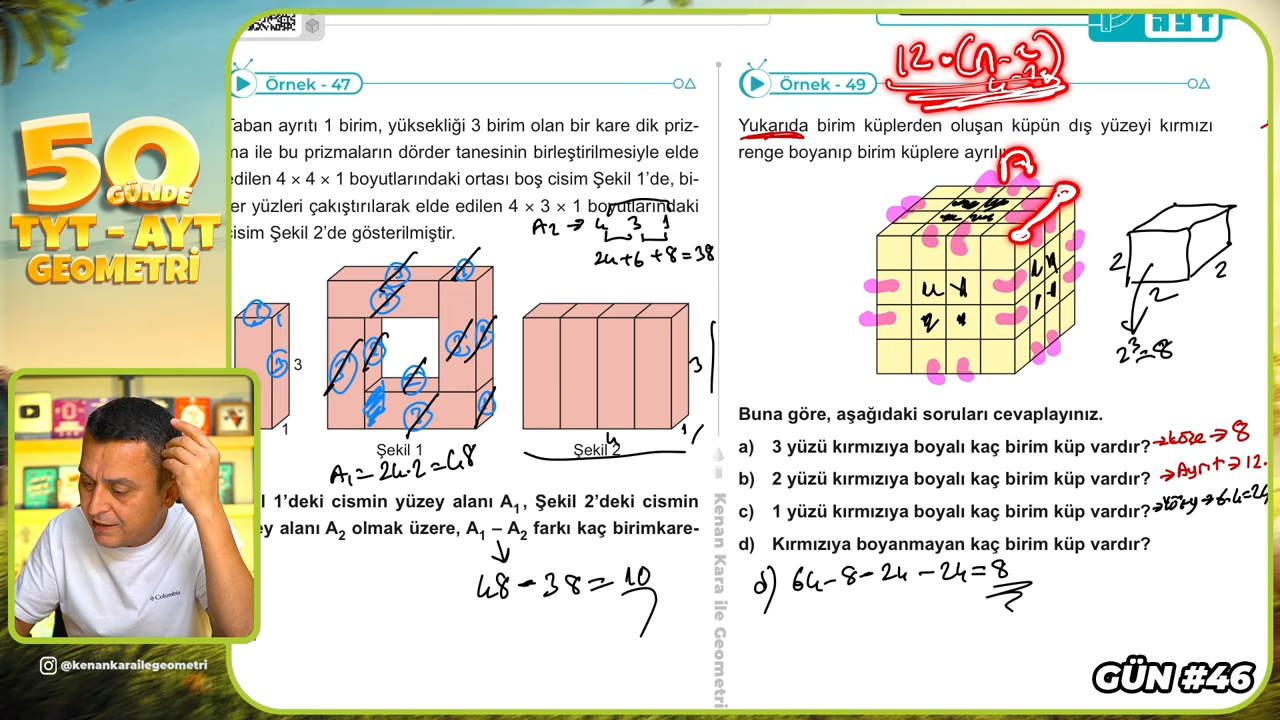 50
GÜNDE
TYT - AYT
GEOMETRİ
Columbia
@kenankarailegeometri
Örnek - 47
Taban ayrıtı 1 birim, yüksekliği 3 birim olan bir kare dik priz-
ma ile bu prizmaların dörder tanesinin birleştirilmesiyle elde
edilen 4 × 4 × 1 boyutlarındaki ortası boş cisim Şekil 1'de, bi-
er yüzleri çakıştırılarak elde edilen 4 × 3 × 1 boyutlarındaki
cisim Şekil 2'de gösterilmiştir.
A2 → 4 3 1
24+6+8=38
3
1
3
4
1
Şekil 1
Şekil 2
A1 = 24.2 = 48
l 1'deki cismin yüzey alanı A1, Şekil 2'deki cismin
ey alanı A2 olmak üzere, A1 – A2 farkı kaç birimkare-
48 - 38 = 10
Kenan Kara ile Geometri
AYT
12.(n-2)
Örnek - 49
Yukarıda birim küplerden oluşan küpün dış yüzeyi kırmızı
renge boyanıp birim küplere ayrılı
n
2
2
2
2³=8
Buna göre, aşağıdaki soruları cevaplayınız.
a) 3 yüzü kırmızıya boyalı kaç birim küp vardır? → köşe → 8
b) 2 yüzü kırmızıya boyalı kaç birim küp vardır? → Ayrıt → 12.
c) 1 yüzü kırmızıya boyalı kaç birim küp vardır? → 6.4=24
d) Kırmızıya boyanmayan kaç birim küp vardır?
d) 64-8-24-24=8
GÜN #46